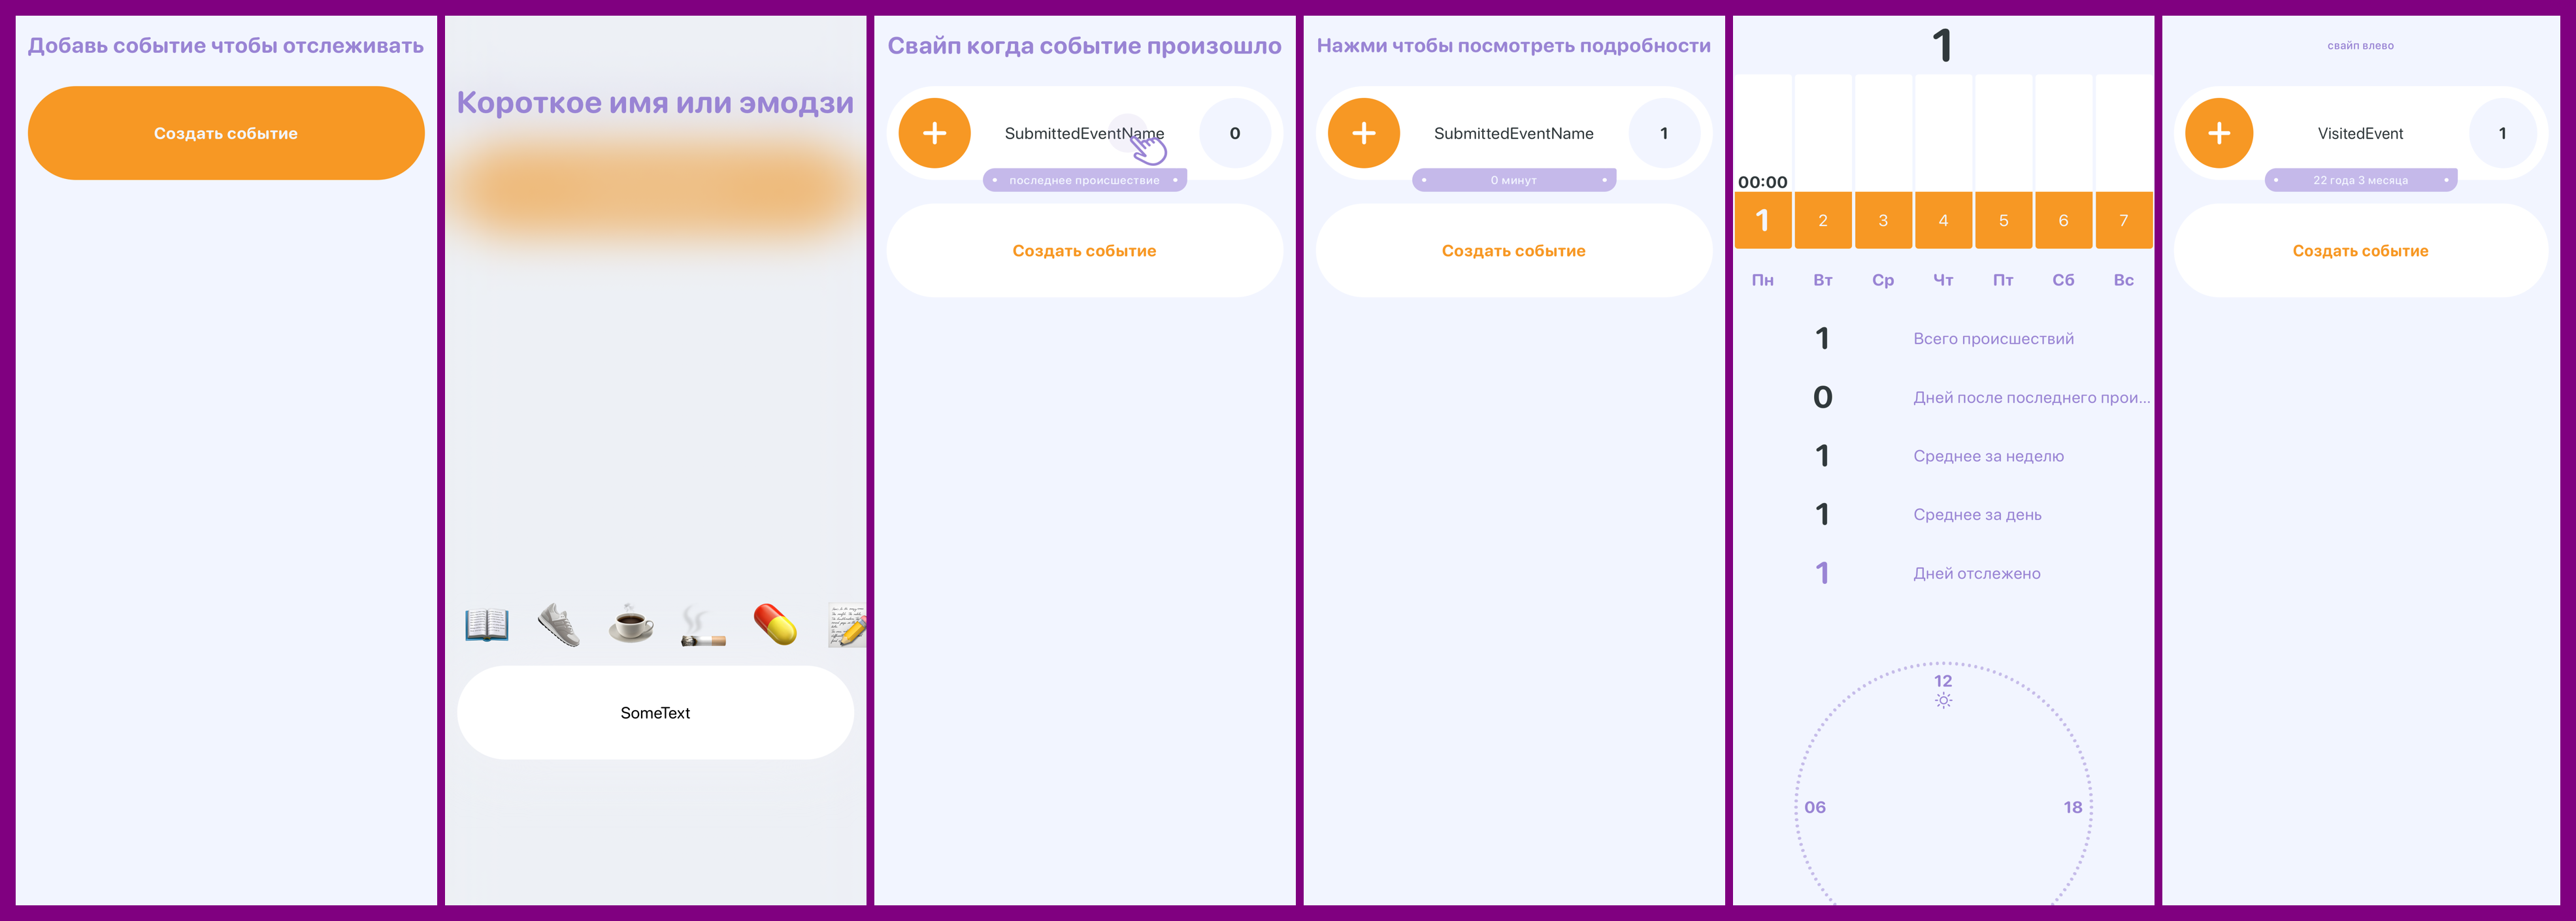 Добавь событие чтобы отслеживать
Создать событие
Короткое имя или эмодзи
SomeText
Свайп когда событие произошло
SubmittedEventName
0
последнее происшествие
Создать событие
Нажми чтобы посмотреть подробности
SubmittedEventName
1
0 минут
Создать событие
1
00:00
1 2 3 4 5 6 7
Пн Вт Ср Чт Пт Сб Вс
1 Всего происшествий
0 Дней после последнего прои...
1 Среднее за неделю
1 Среднее за день
1 Дней отслежено
12
06 18
свайп влево
VisitedEvent
1
22 года 3 месяца
Создать событие